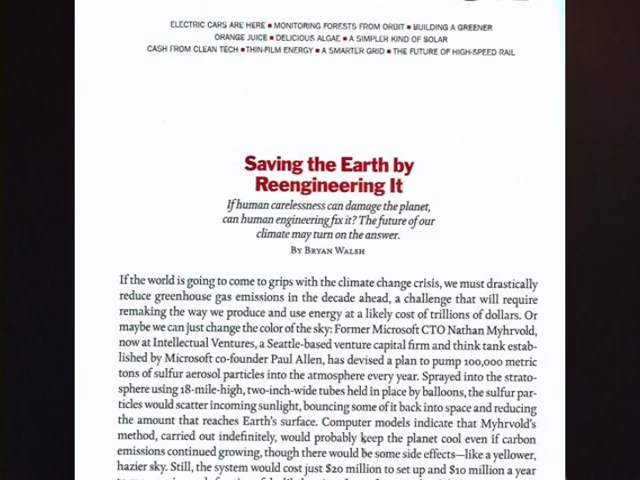 ELECTRIC CARS ARE HERE ■ MONITORING FORESTS FROM ORBIT ■ BUILDING A GREENER
ORANGE JUICE ■ DELICIOUS ALGAE ■ A SIMPLER KIND OF SOLAR
CASH FROM CLEAN TECH ■ THIN-FILM ENERGY ■ A SMARTER GRID ■ THE FUTURE OF HIGH-SPEED RAIL
Saving the Earth by
Reengineering It
If human carelessness can damage the planet,
can human engineering fix it? The future of our
climate may turn on the answer.
BY BRYAN WALSH
If the world is going to come to grips with the climate change crisis, we must drastically
reduce greenhouse gas emissions in the decade ahead, a challenge that will require
remaking the way we produce and use energy at a likely cost of trillions of dollars. Or
maybe we can just change the color of the sky: Former Microsoft CTO Nathan Myhrvold,
now at Intellectual Ventures, a Seattle-based venture capital firm and think tank estab-
lished by Microsoft co-founder Paul Allen, has devised a plan to pump 100,000 metric
tons of sulfur aerosol particles into the atmosphere every year. Sprayed into the strato-
sphere using 18-mile-high, two-inch-wide tubes held in place by balloons, the sulfur par-
ticles would scatter incoming sunlight, bouncing some of it back into space and reducing
the amount that reaches Earth's surface. Computer models indicate that Myhrvold's
method, carried out indefinitely, would probably keep the planet cool even if carbon
emissions continued growing, though there would be some side effects—like a yellower,
hazier sky. Still, the system would cost just $20 million to set up and $10 million a year